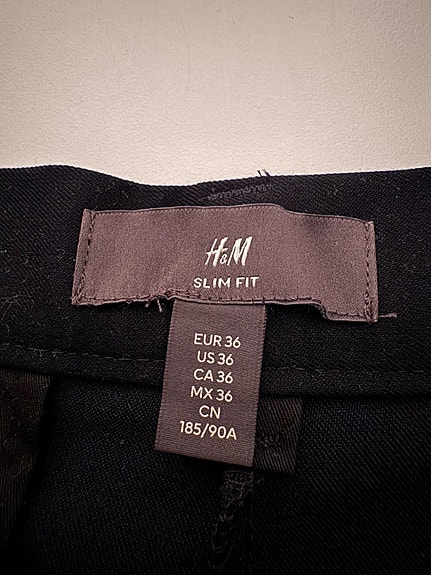 H&M
SLIM FIT
EUR 36
US 36
CA 36
MX 36
CN
185/90A